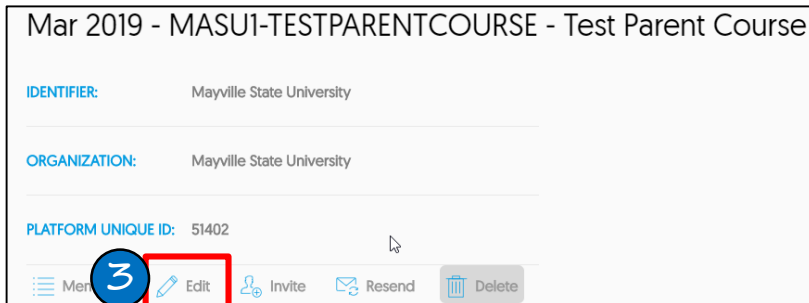 Mar 2019 - MASU1-TESTPARENTCOURSE - Test Parent Course
IDENTIFIER: Mayville State University
ORGANIZATION: Mayville State University
PLATFORM UNIQUE ID: 51402
3 Edit Invite Resend Delete